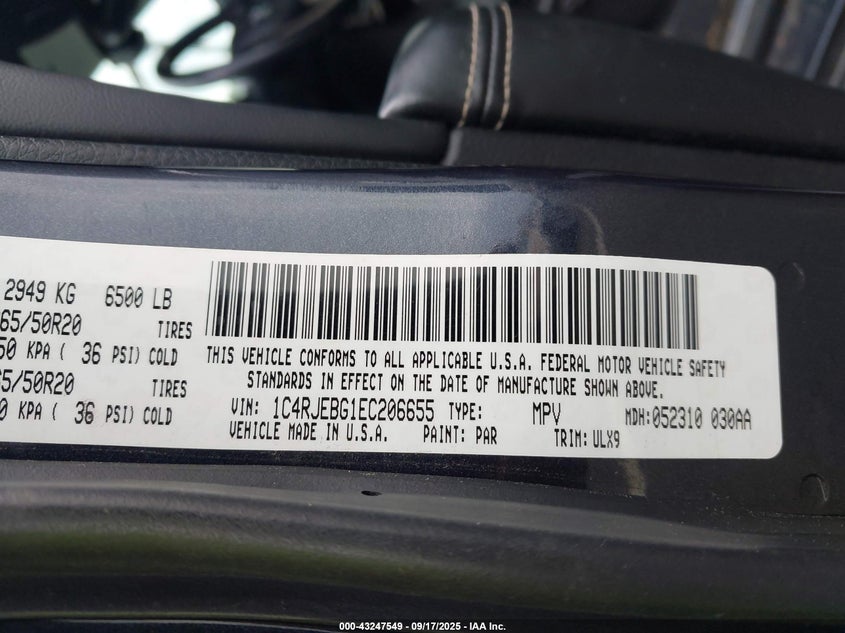 2949 KG 6500 LB
65/50R20 TIRES
50 KPA ( 36 PSI) COLD
5/50R20 TIRES
0 KPA ( 36 PSI) COLD
THIS VEHICLE CONFORMS TO ALL APPLICABLE U.S.A. FEDERAL MOTOR VEHICLE SAFETY
STANDARDS IN EFFECT ON THE DATE OF MANUFACTURE SHOWN ABOVE.
VIN: 1C4RJEBG1EC206655 TYPE: MPV MDH:052310 030AA
VEHICLE MADE IN U.S.A. PAINT: PAR TRIM: ULX9
000-43247549 - 09/17/2025 - IAA Inc.